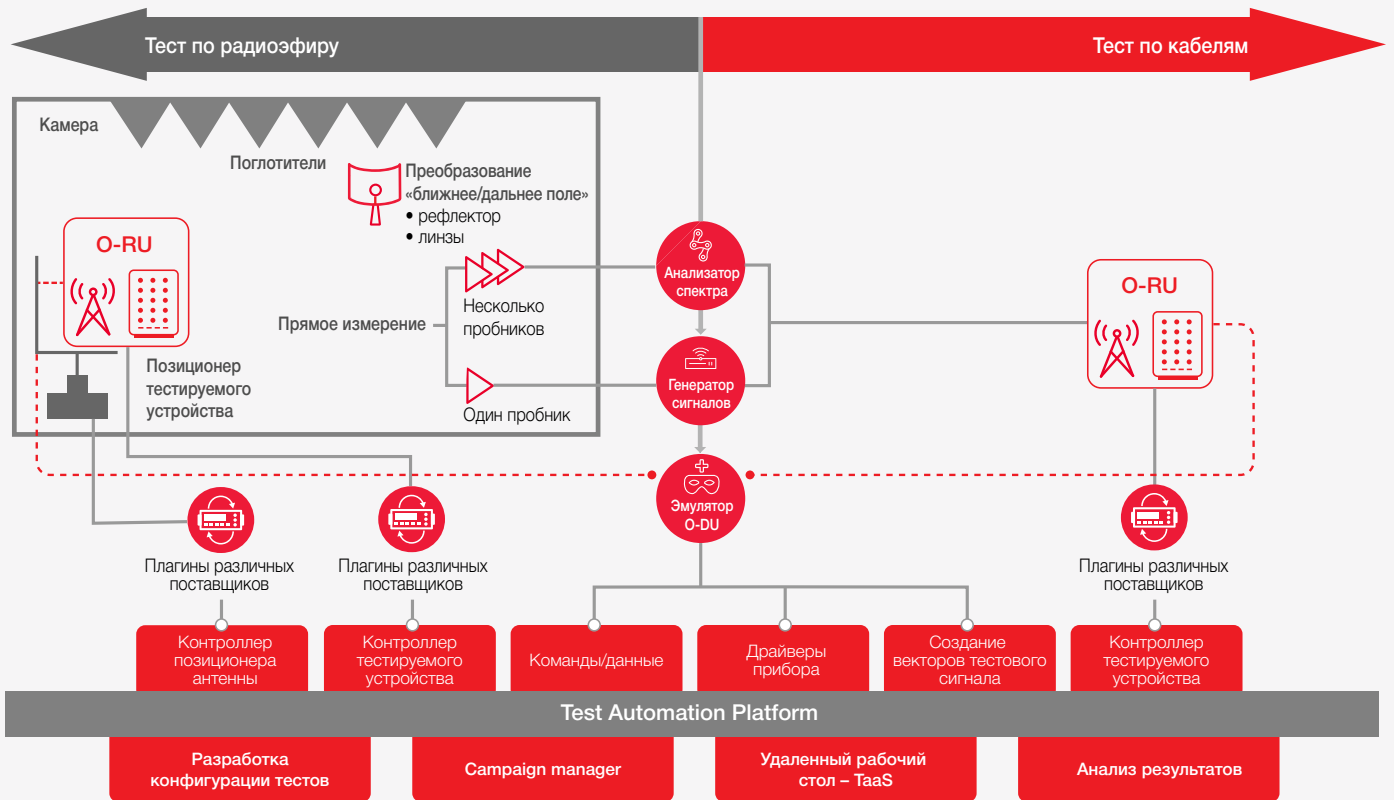 Тест по радиоэфиру
Тест по кабелям
Камера
Поглотители
Преобразование
«ближнее/дальнее поле»
• рефлектор
• линзы
O-RU
Анализатор
спектра
O-RU
Несколько
пробников
Прямое измерение
Позиционер
тестируемого
устройства
Генератор
сигналов
Один пробник
Эмулятор
O-DU
Плагины различных
поставщиков
Плагины различных
поставщиков
Плагины различных
поставщиков
Контроллер
позиционера
антенны
Контроллер
тестируемого
устройства
Команды/данные
Драйверы
прибора
Создание
векторов тестового
сигнала
Контроллер
тестируемого
устройства
Test Automation Platform
Разработка
конфигурации тестов
Campaign manager
Удаленный рабочий
стол – TaaS
Анализ результатов